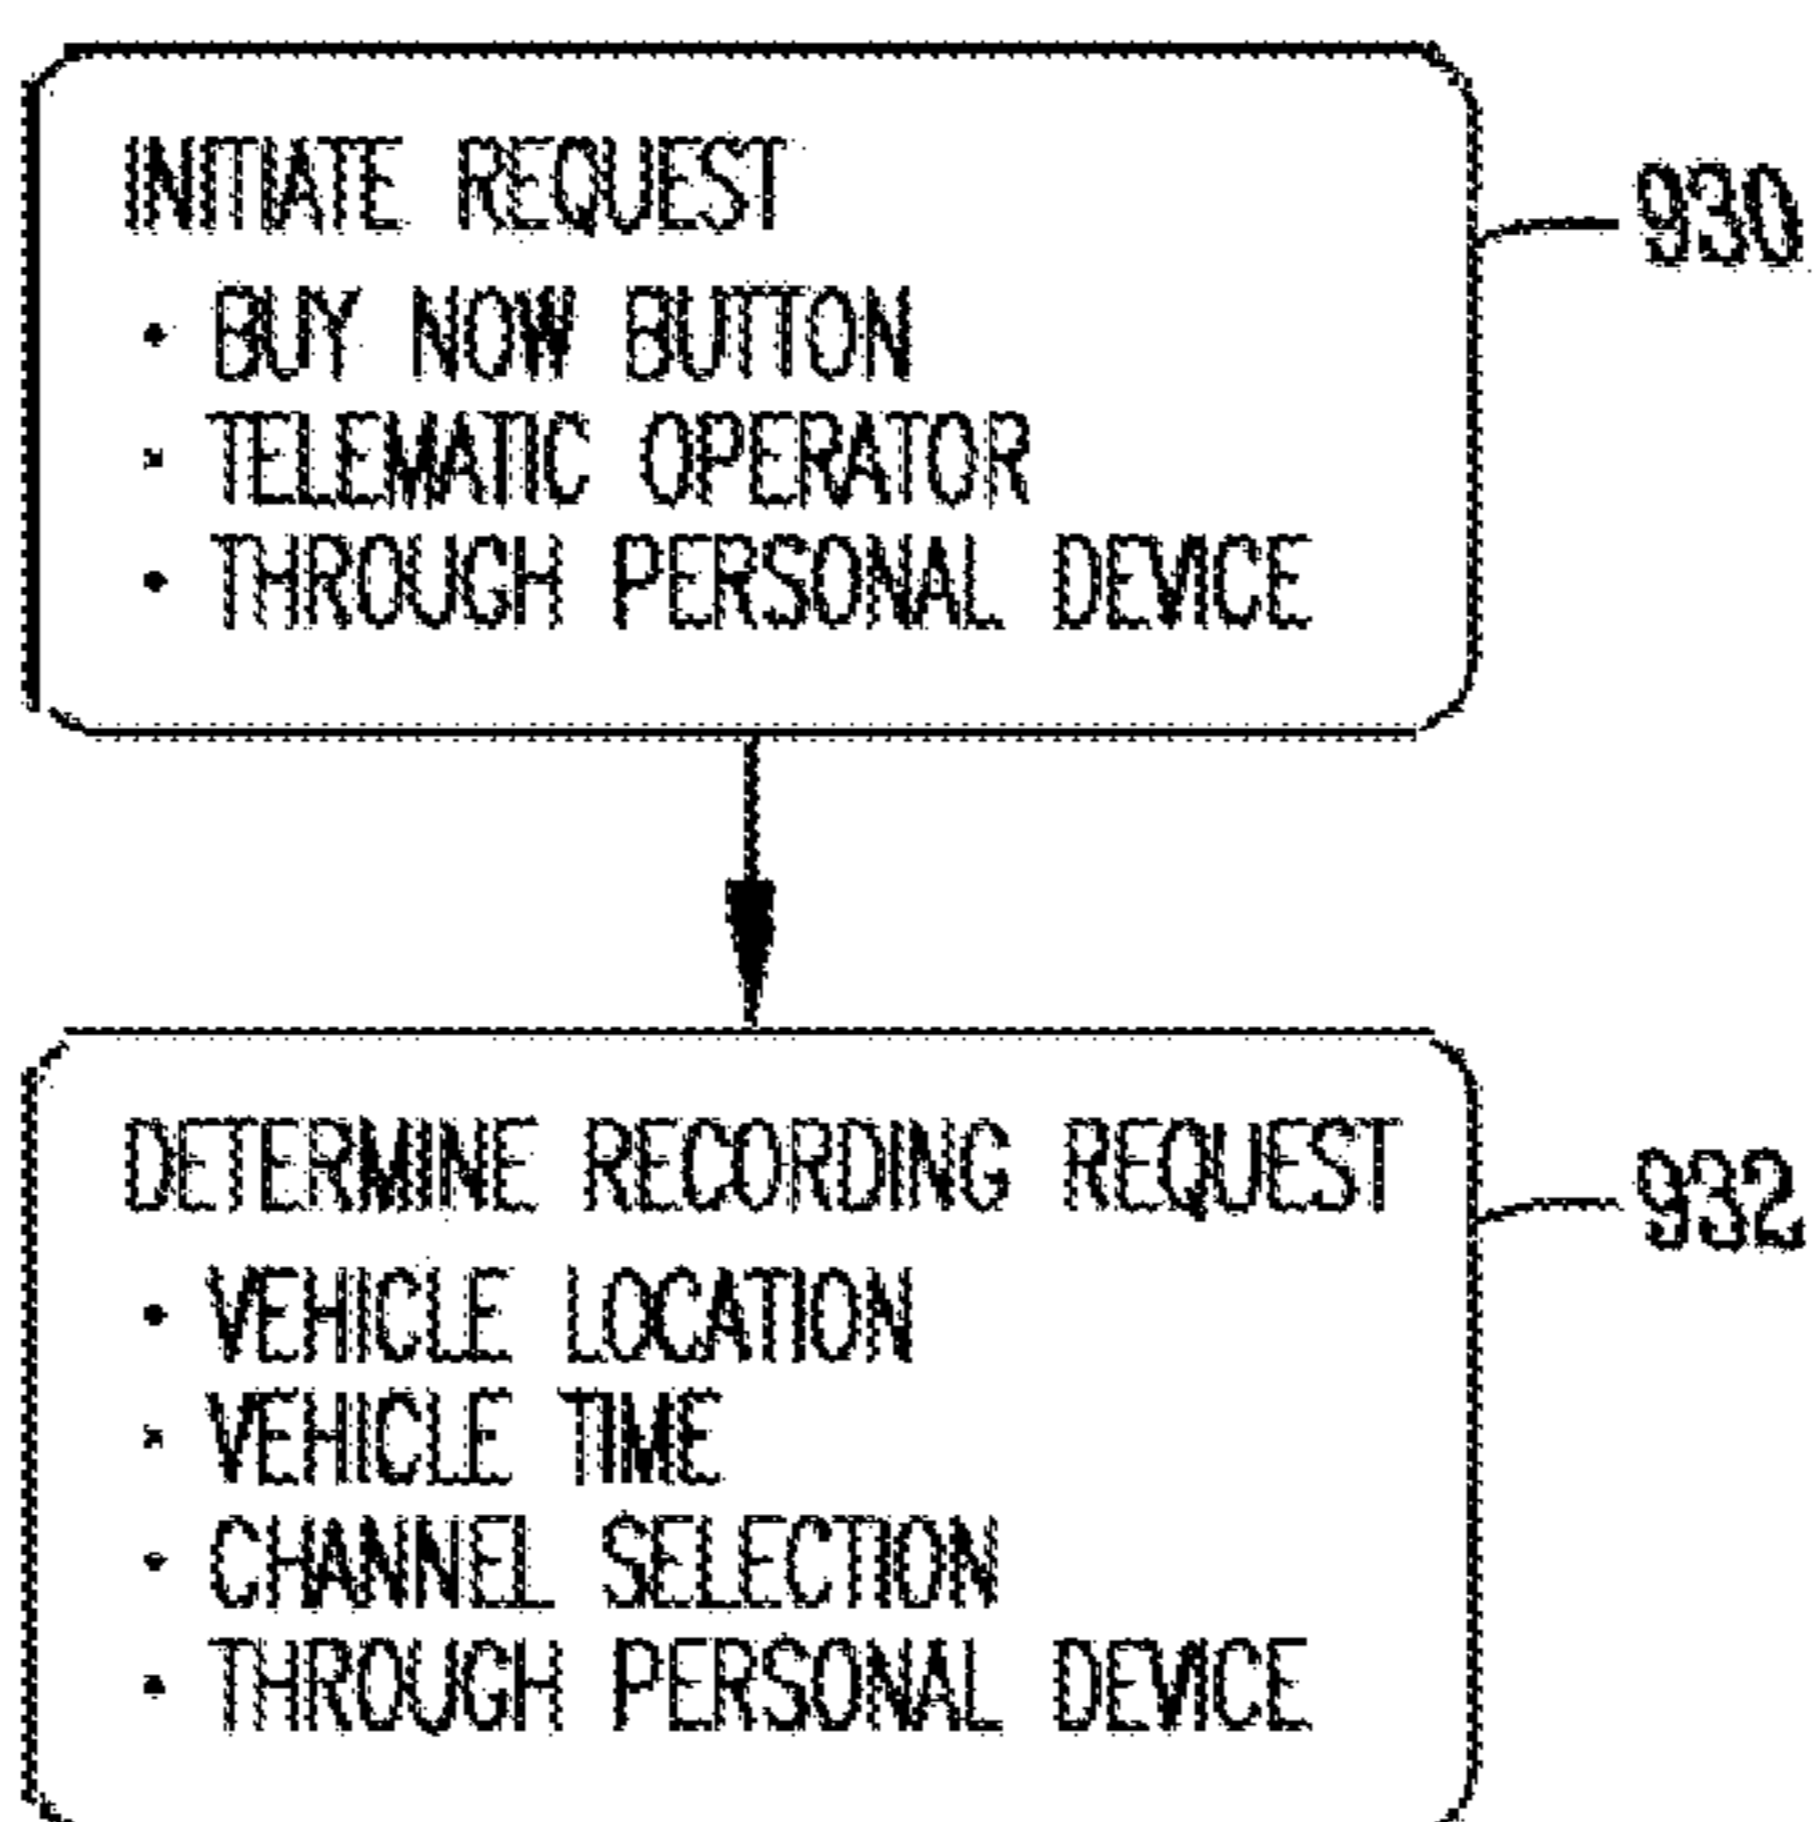 INITIATE REQUEST
930
• BUY NOW BUTTON
• TELEMATIC OPERATOR
• THROUGH PERSONAL DEVICE
DETERMINE RECORDING REQUEST
932
• VEHICLE LOCATION
• VEHICLE TIME
• CHANNEL SELECTION
• THROUGH PERSONAL DEVICE